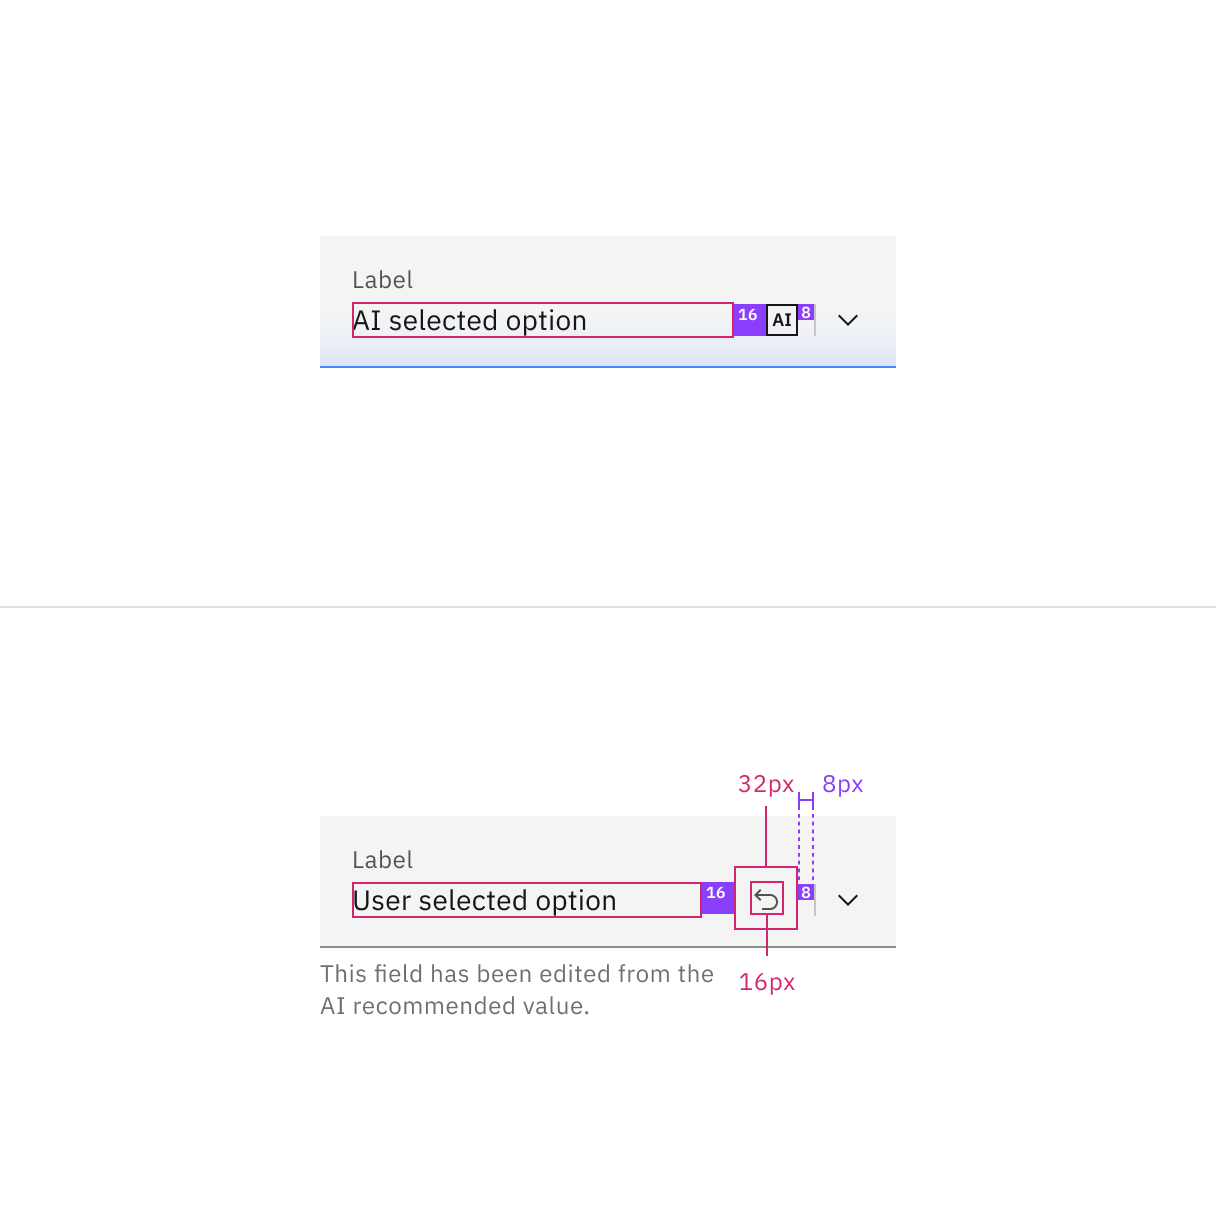 Label
AI selected option 16 AI 8
32px 8px
Label
User selected option 16 8
This field has been edited from the
AI recommended value.
16px